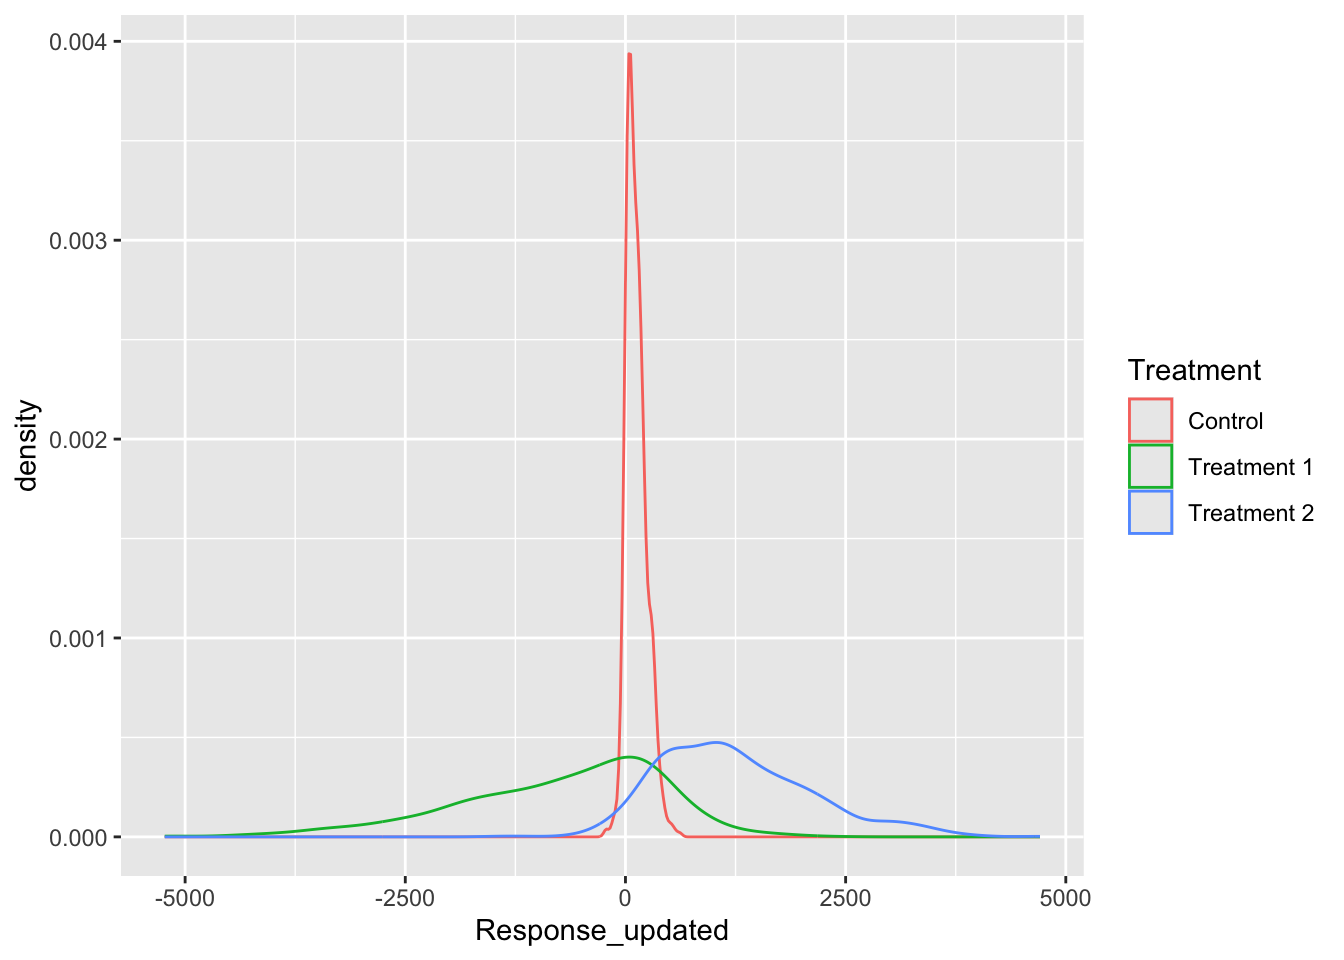 0.004
0.003
0.002
0.001
0.000
density
-5000
-2500
0
2500
5000
Response_updated
Treatment
Control
Treatment 1
Treatment 2